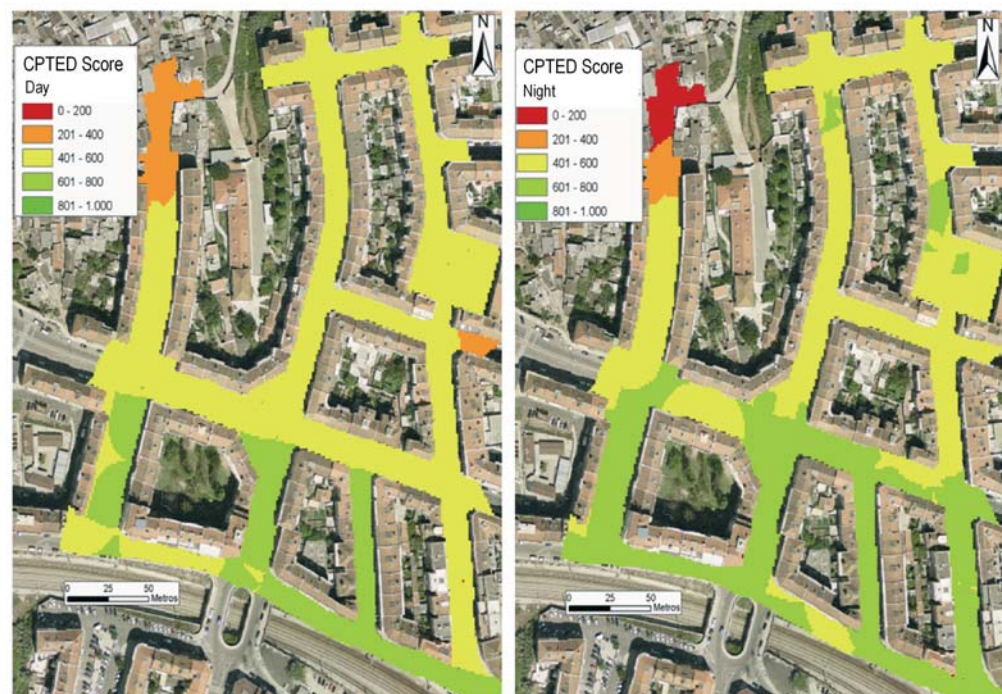 CPTED Score
Day
0 - 200
201 - 400
401 - 600
601 - 800
801 - 1.000
N
0 25 50
Metros
CPTED Score
Night
0 - 200
201 - 400
401 - 600
601 - 800
801 - 1.000
N
0 25 50
Metros